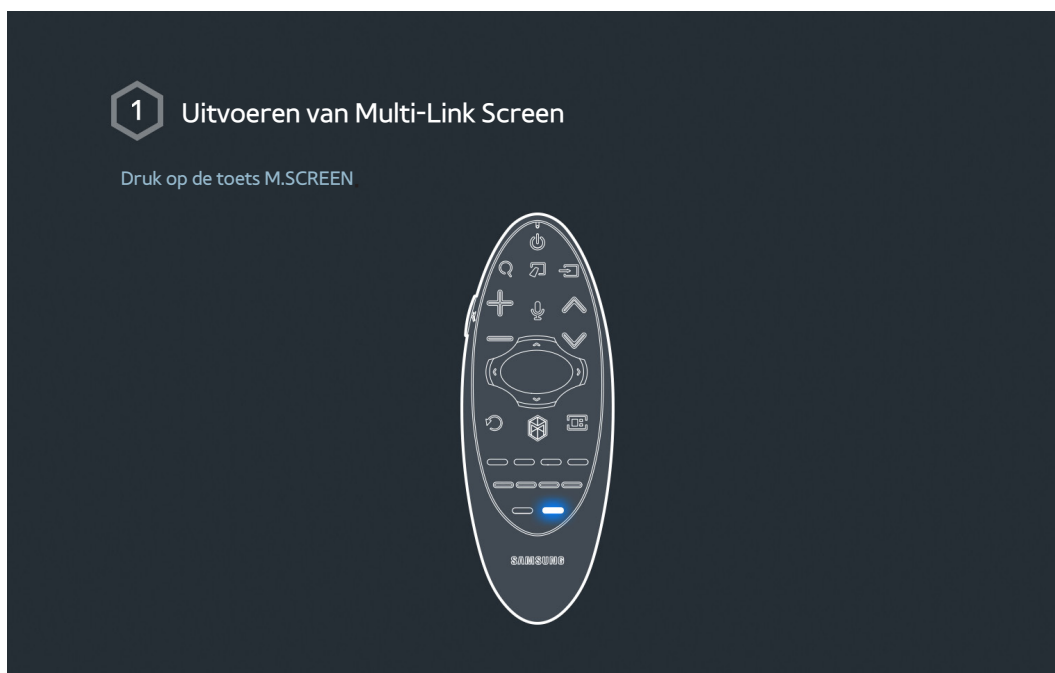 1
Uitvoeren van Multi-Link Screen
Druk op de toets M.SCREEN.
SAMSUNG